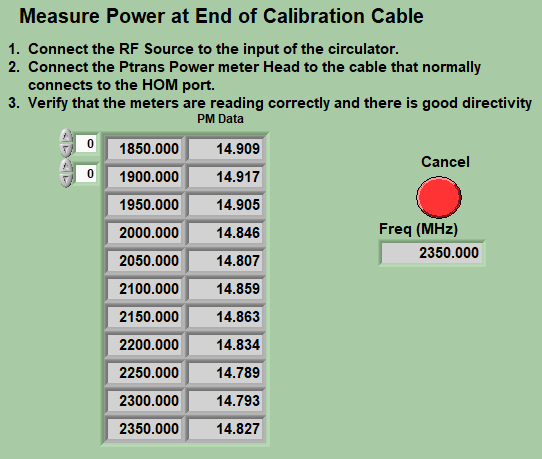 Measure Power at End of Calibration Cable
1. Connect the RF Source to the input of the circulator.
2. Connect the Ptrans Power meter Head to the cable that normally
connects to the HOM port.
3. Verify that the meters are reading correctly and there is good directivity
PM Data
0
0
1850.000 14.909
1900.000 14.917
1950.000 14.905
2000.000 14.846
2050.000 14.807
2100.000 14.859
2150.000 14.863
2200.000 14.834
2250.000 14.789
2300.000 14.793
2350.000 14.827
Cancel
Freq (MHz)
2350.000